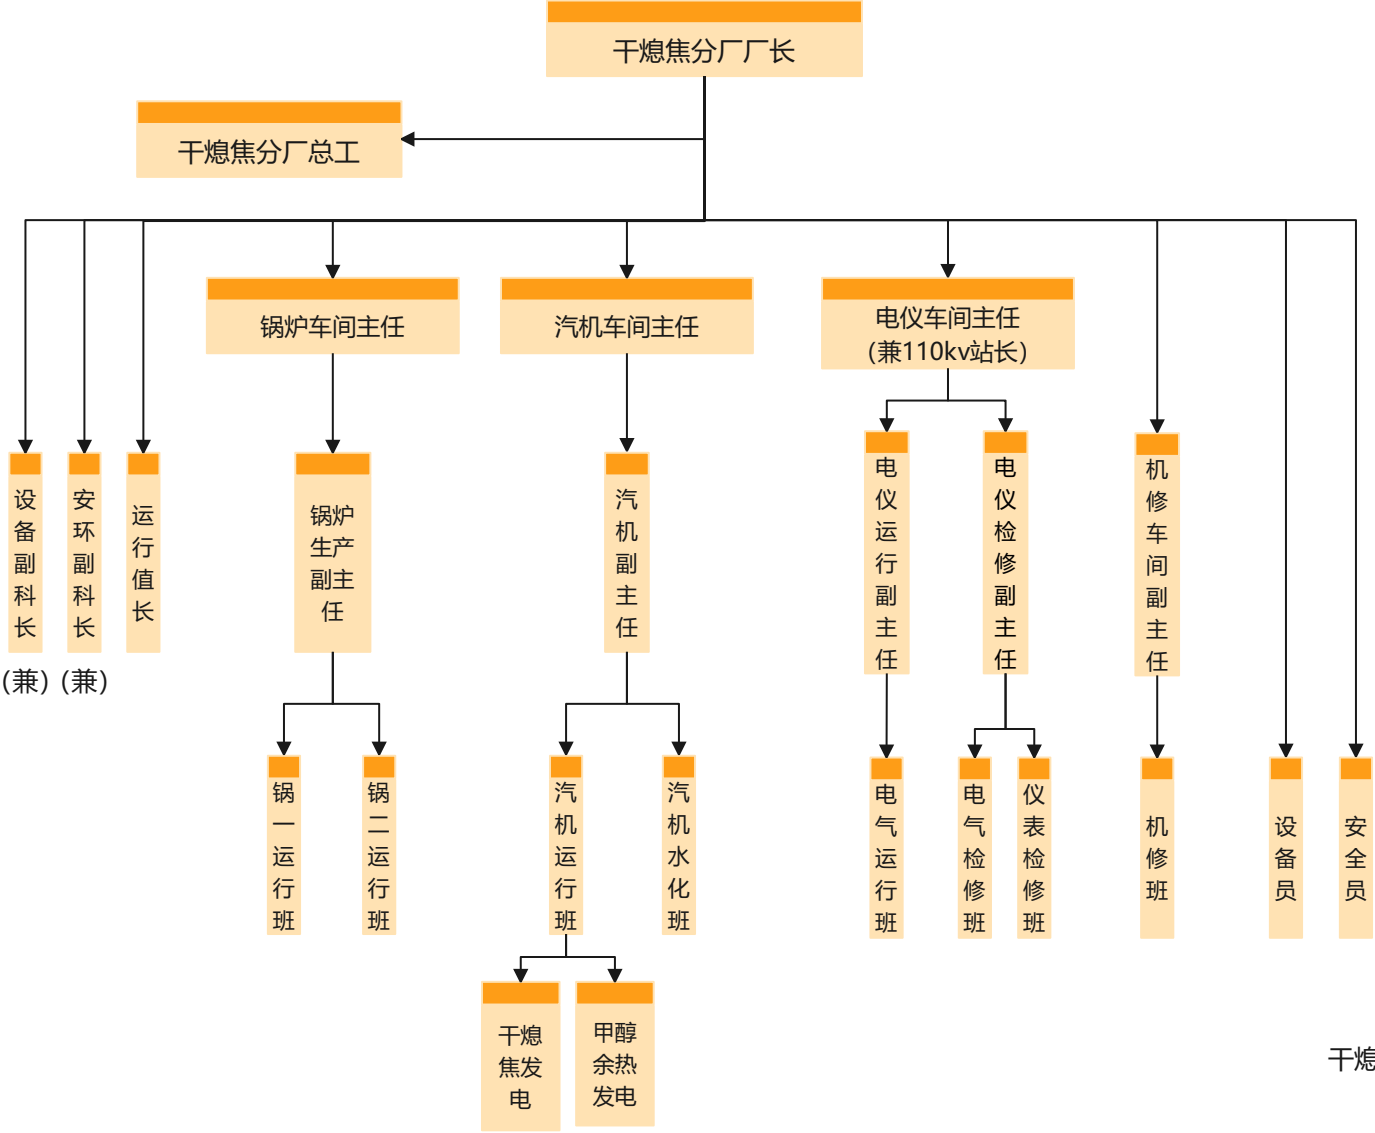 干熄焦分厂厂长
干熄焦分厂总工
锅炉车间主任
汽机车间主任
电仪车间主任
(兼110kv站长)
设备副科长
(兼)
安环副科长
(兼)
运行值长
锅炉
生产
副主
任
汽机副主任
电仪运行副主任
电仪检修副主任
机修车间副主任
锅一运行班
锅二运行班
汽机运行班
汽机水化班
电气运行班
电气检修班
仪表检修班
机修班
设备员
安全员
干熄
焦发
电
甲醇
余热
发电
干熄